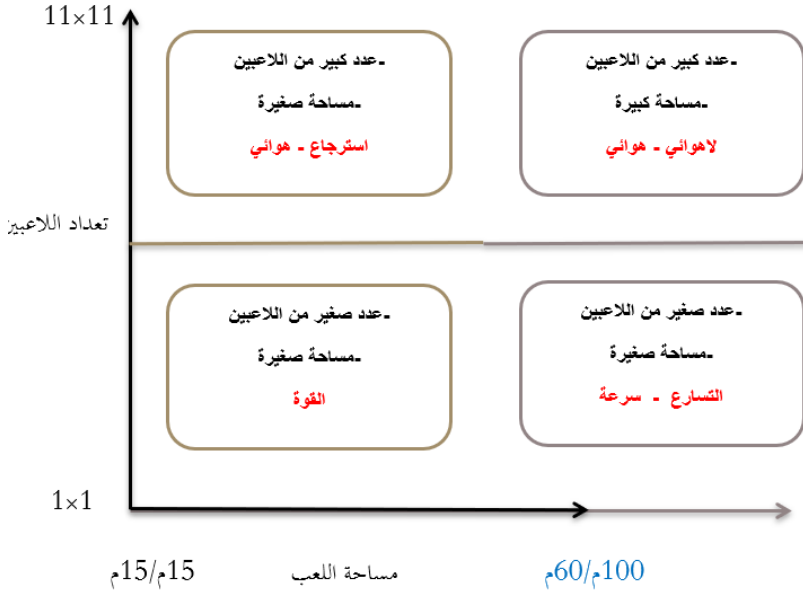 11×11
-عدد كبير من اللاعبين
-مساحة كبيرة
لاهوائي - هوائي
-عدد كبير من اللاعبين
-مساحة صغيرة
استرجاع - هوائي
تعداد اللاعبين
-عدد صغير من اللاعبين
-مساحة صغيرة
التسارع - سرعة
-عدد صغير من اللاعبين
-مساحة صغيرة
القوة
1×1
100م/60م
مساحة اللعب
15م/15م